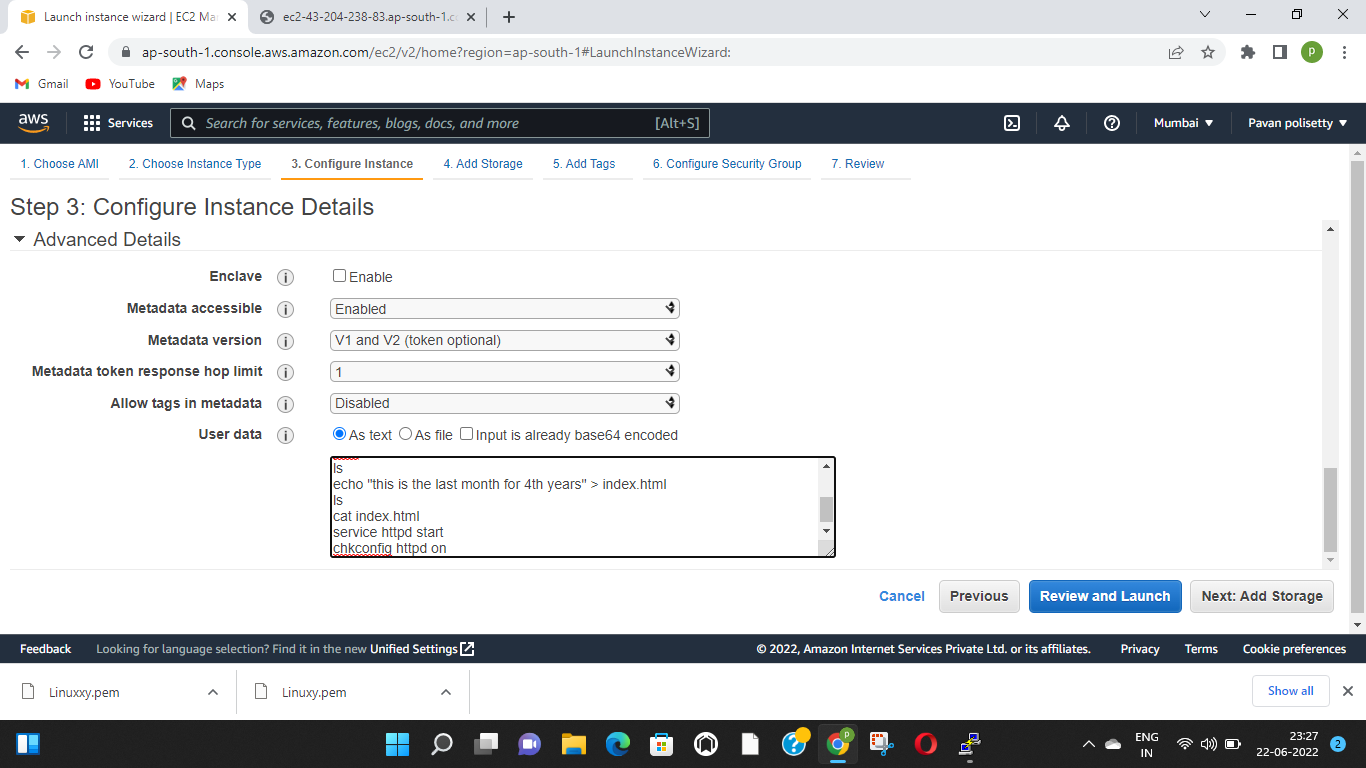 Launch instance wizard | EC2 Ma
ec2-43-204-238-83.ap-south-1.c
ap-south-1.console.aws.amazon.com/ec2/v2/home?region=ap-south-1#LaunchInstanceWizard:
P
Gmail
YouTube
Maps
aws
Services
Search for services, features, blogs, docs, and more
[Alt+S]
Mumbai
Pavan polisetty
1. Choose AMI
2. Choose Instance Type
3. Configure Instance
4. Add Storage
5. Add Tags
6. Configure Security Group
7. Review
Step 3: Configure Instance Details
Advanced Details
Enclave
Enable
Metadata accessible
Enabled
Metadata version
V1 and V2 (token optional)
Metadata token response hop limit
1
Allow tags in metadata
Disabled
User data
As text
As file
Input is already base64 encoded
ls
echo "this is the last month for 4th years" > index.html
ls
cat index.html
service httpd start
chkconfig httpd on
Cancel
Previous
Review and Launch
Next: Add Storage
Feedback
Looking for language selection? Find it in the new Unified Settings
© 2022, Amazon Internet Services Private Ltd. or its affiliates.
Privacy
Terms
Cookie preferences
Linuxxy.pem
Linuxy.pem
Show all
ENG
IN
23:27
22-06-2022
2